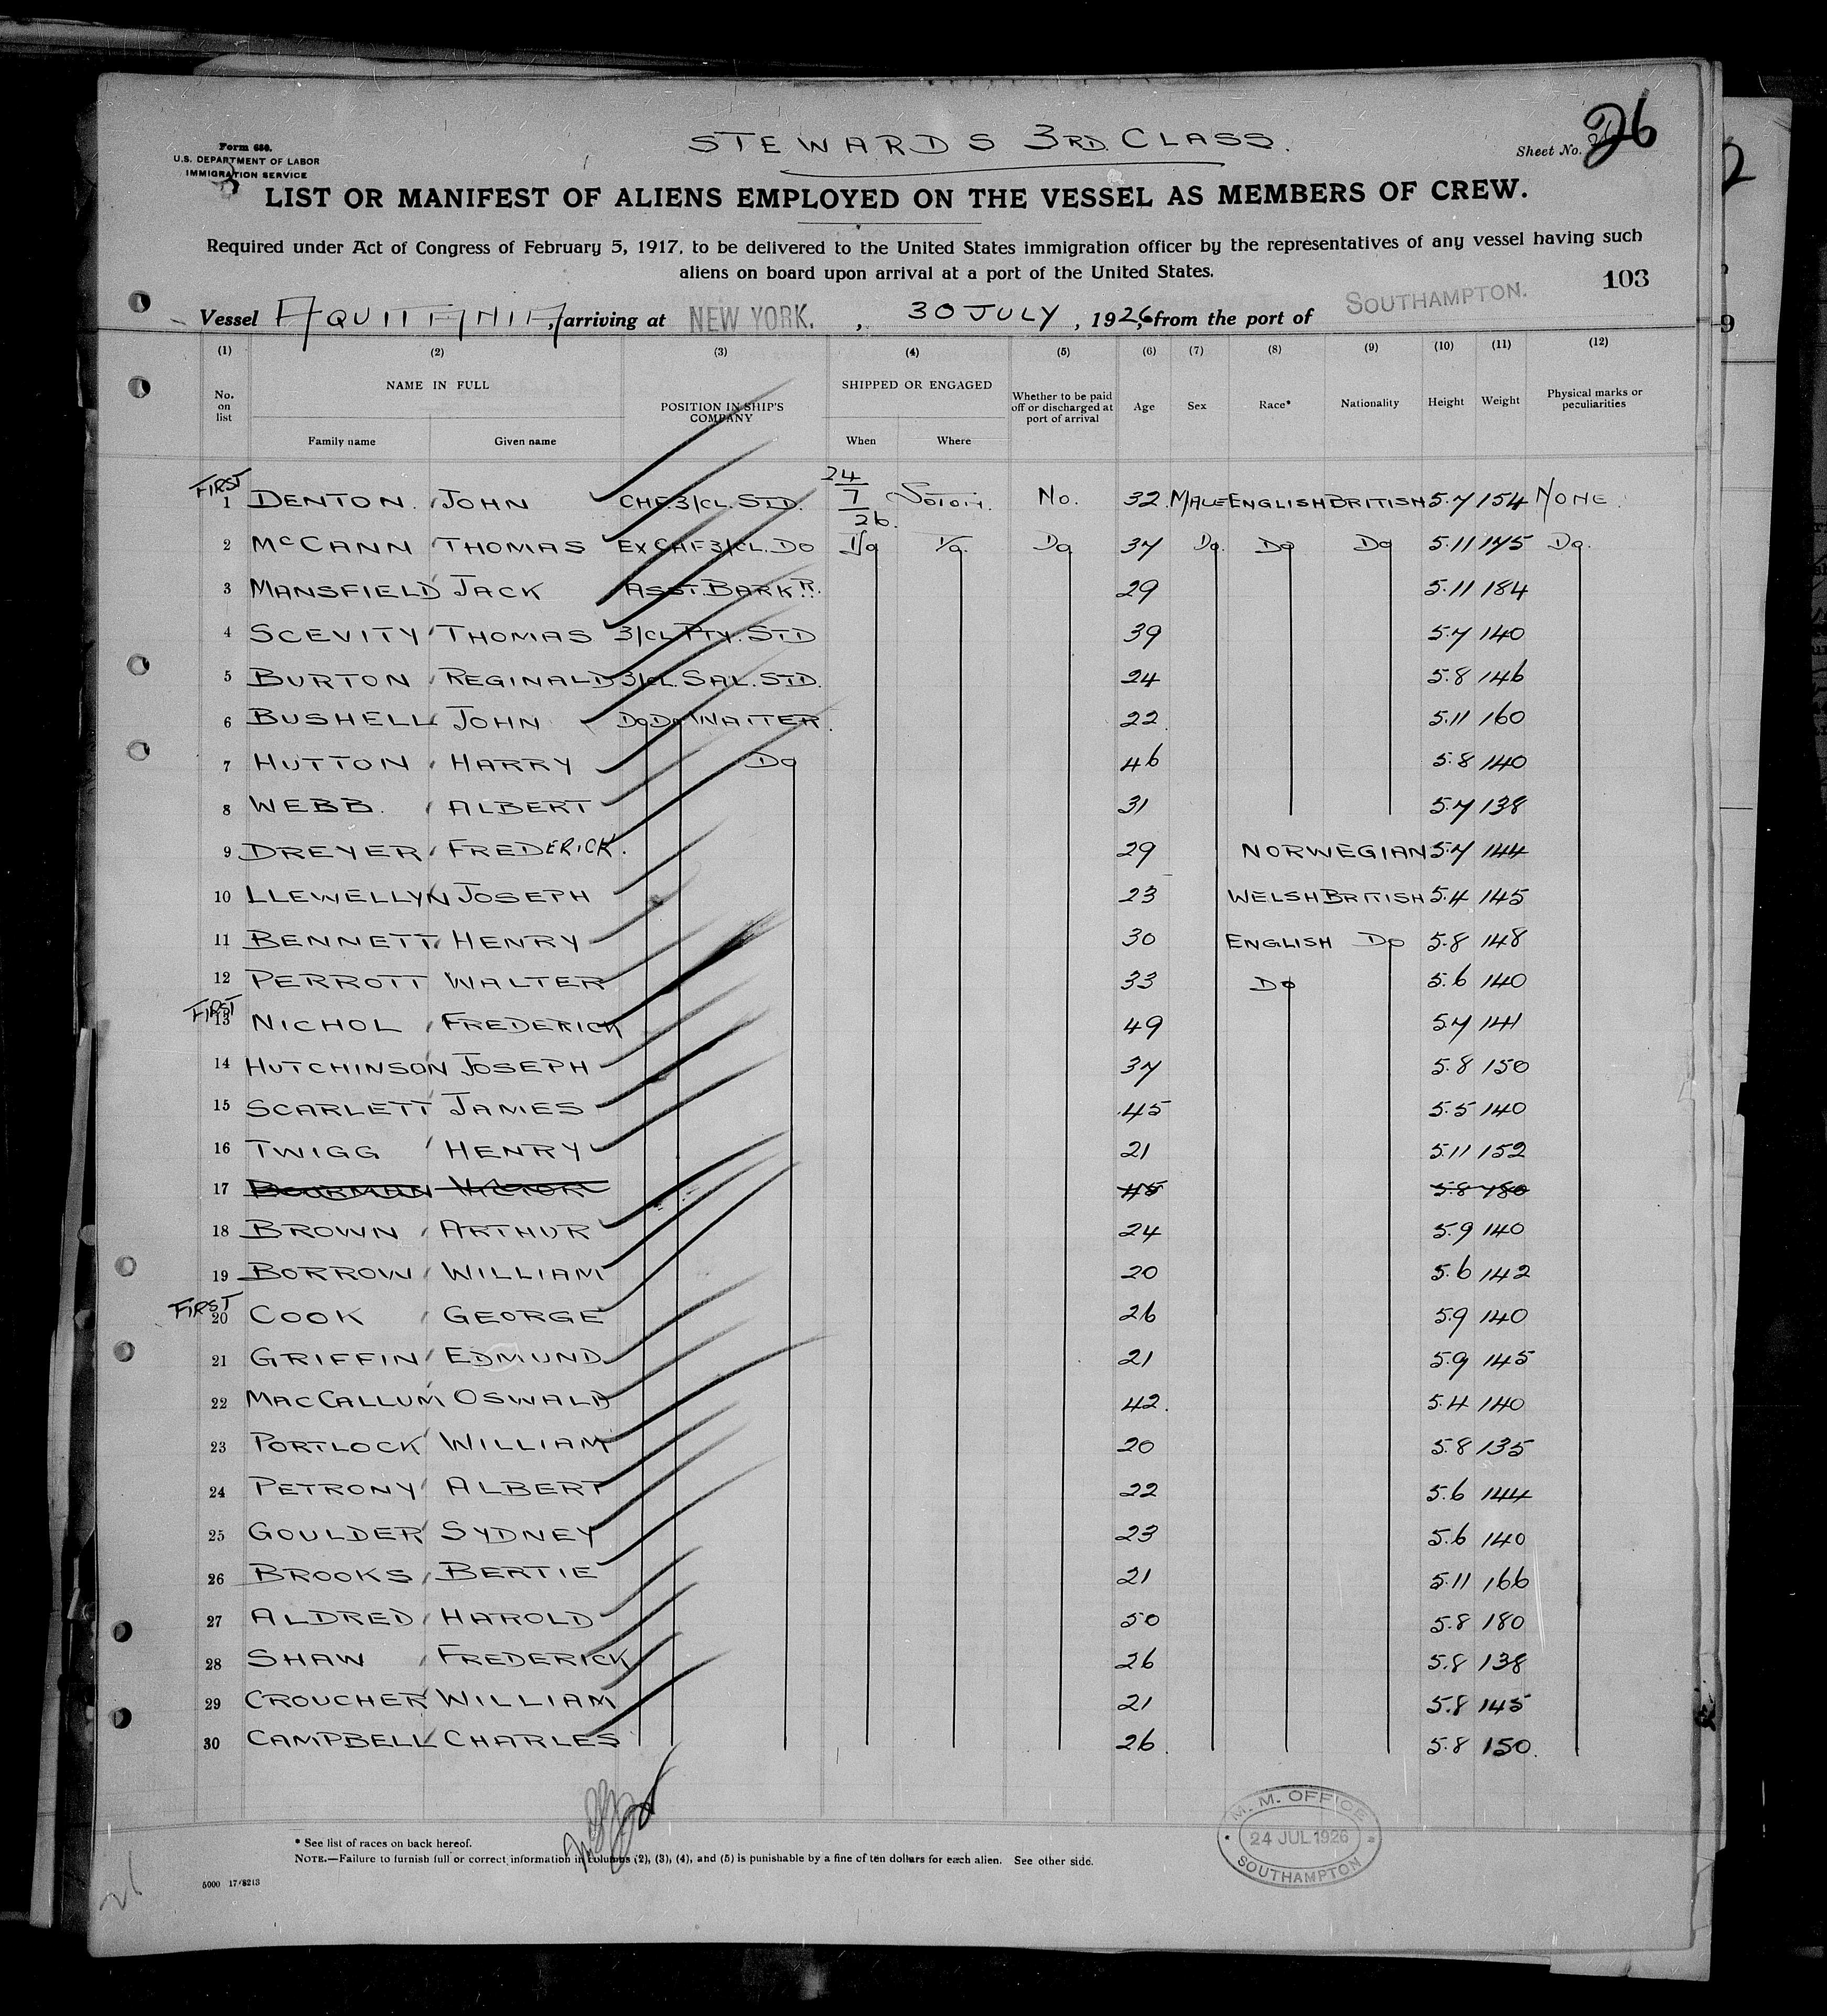 STEWARDS 3RD CLASS.
Form 680.
U.S. DEPARTMENT OF LABOR
IMMIGRATION SERVICE
Sheet No. 26
LIST OR MANIFEST OF ALIENS EMPLOYED ON THE VESSEL AS MEMBERS OF CREW.
Required under Act of Congress of February 5, 1917, to be delivered to the United States immigration officer by the representatives of any vessel having such
aliens on board upon arrival at a port of the United States.
103
Vessel AQUITANIA, arriving at NEW YORK. , 30 JULY , 1926, from the port of SOUTHAMPTON.
(1) (2) (3) (4) (5) (6) (7) (8) (9) (10) (11) (12)
No. on list NAME IN FULL Family name Given name POSITION IN SHIP'S COMPANY SHIPPED OR ENGAGED When Where Whether to be paid off or discharged at port of arrival Age Sex Race* Nationality Height Weight Physical marks or peculiarities
FIRST
1 DENTON. JOHN CHF.3/CL.STD. 24/7/26. SOTON. No. 32 MALE ENGLISH BRITISH 5.7 154 NONE.
2 McCANN THOMAS EX CHF 3/CL. DO Do Do. Do 37 Do. Do Do 5.11 175 Do.
3 MANSFIELD JACK ASST. BARKR. 29 5.11 184
4 SCEVITY THOMAS 3/CL PTY. STD 39 5.7 140
5 BURTON REGINALD 3/CL. SAL. STD. 24 5.8 146
6 BUSHELL JOHN Do Do WAITER. 22 5.11 160
7 HUTTON HARRY Do 46 5.8 140
8 WEBB. ALBERT 31 5.7 138
9 DREYER FREDERICK. 29 NORWEGIAN 5.7 144
10 LLEWELLYN JOSEPH 23 WELSH BRITISH 5.4 145
11 BENNETT HENRY 30 ENGLISH Do 5.8 148
12 PERROTT WALTER 33 Do 5.6 140
FIRST
13 NICHOL FREDERICK 49 5.7 141
14 HUTCHINSON JOSEPH 37 5.8 150
15 SCARLETT JAMES 45 5.5 140
16 TWIGG HENRY 21 5.11 152
17 VICTOR 45 5.8 180
18 BROWN ARTHUR 24 5.9 140
19 BORROW WILLIAM 20 5.6 142
FIRST
20 COOK GEORGE 26 5.9 140
21 GRIFFIN EDMUND 21 5.9 145
22 MACCALLUM OSWALD 42. 5.4 140
23 PORTLOCK WILLIAM 20 5.8 135
24 PETRONY ALBERT 22 5.6 144
25 GOULDER SYDNEY 23 5.6 140
26 BROOKS BERTIE 21 5.11 166
27 ALDRED HAROLD 50 5.8 180
28 SHAW FREDERICK 26 5.8 138
29 CROUCHER WILLIAM 21 5.8 145
30 CAMPBELL CHARLES 26. 5.8 150.
M. M. OFFICE
24 JUL 1926
SOUTHAMPTON
* See list of races on back hereof.
NOTE.—Failure to furnish full or correct information in columns (2), (3), (4), and (5) is punishable by a fine of ten dollars for each alien. See other side.
5000 17/8213
26